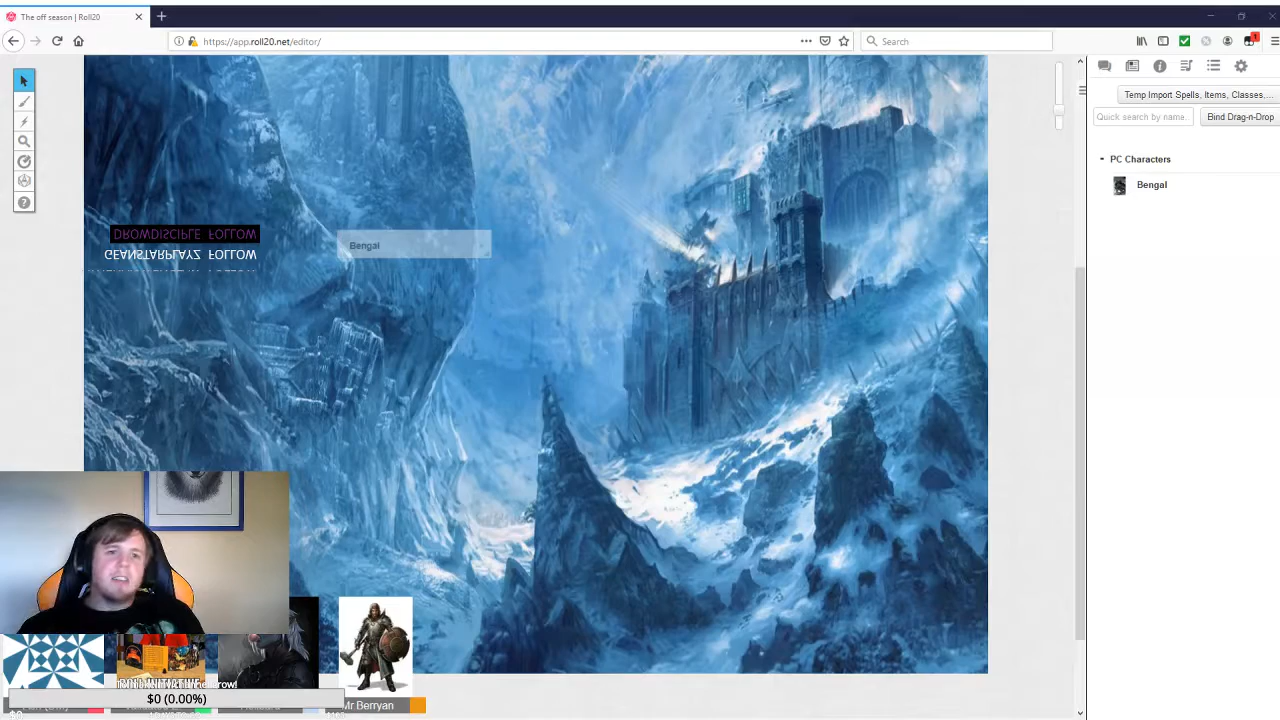 The off season | Roll20
https://app.roll20.net/editor/
Search
Temp Import Spells, Items, Classes,...
Quick search by name...
Bind Drag-n-Drop
PC Characters
Bengal
DROWDISCIPLE FOLLOW
GEANSTARPLAYZ FOLLOW
Bengal
$0 (0.00%)
Mr Berryan
$0